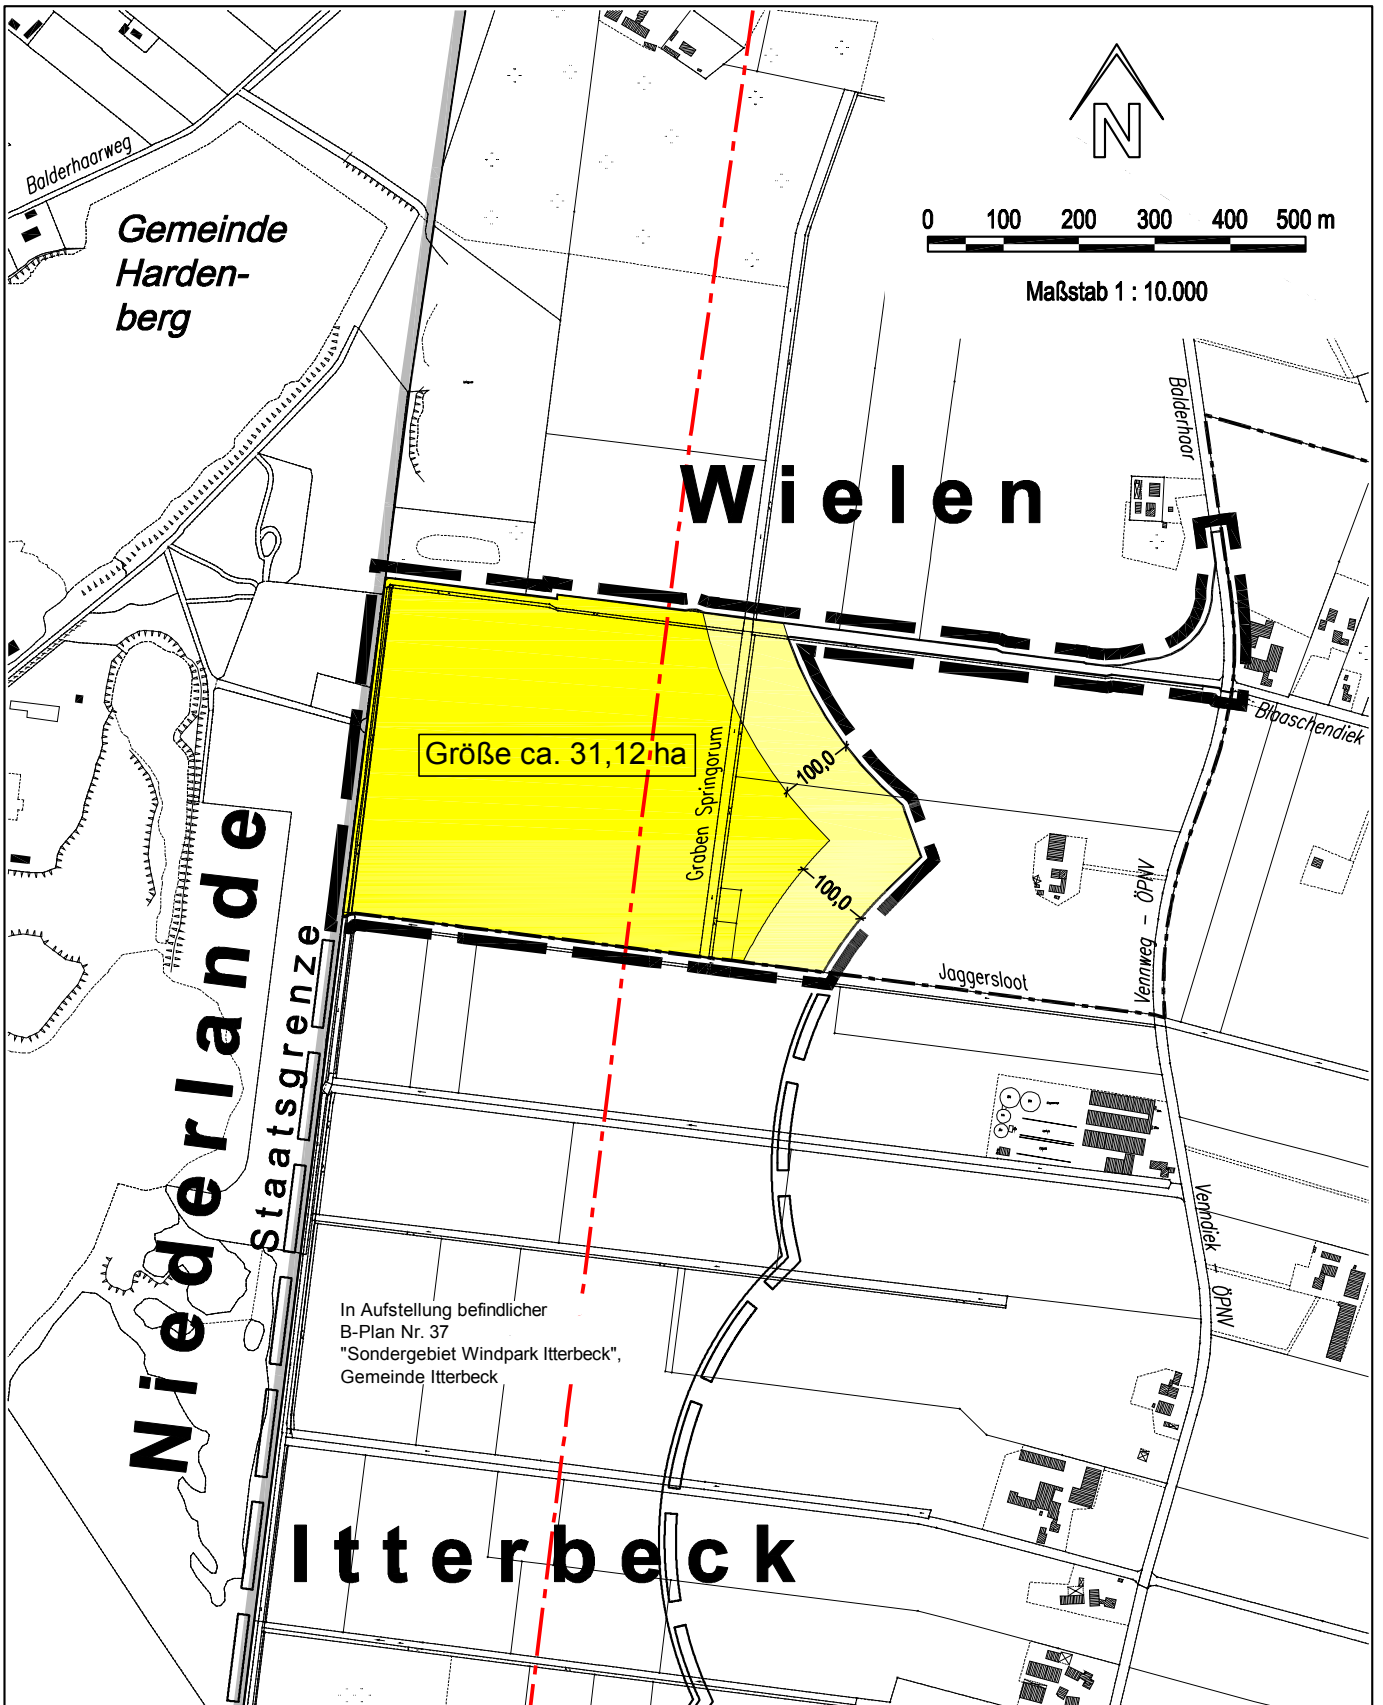 Balderhaarweg
Gemeinde
Harden-
berg
N
0 100 200 300 400 500 m
Maßstab 1 : 10.000
Balderhaar
Wielen
Blaaschendiek
Größe ca. 31,12 ha
Graben Springorum
100,0
100,0
Vennweg - ÖPNV
Jaggersloot
Niederlande
Staatsgrenze
Venndiek - ÖPNV
In Aufstellung befindlicher
B-Plan Nr. 37
"Sondergebiet Windpark Itterbeck",
Gemeinde Itterbeck
Itterbeck